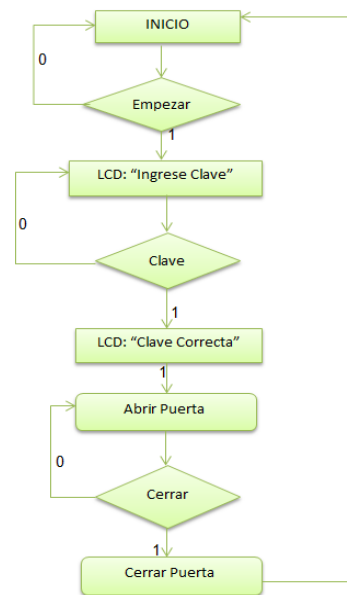 INICIO
0
Empezar
1
LCD: “Ingrese Clave”
0
Clave
1
LCD: “Clave Correcta”
1
Abrir Puerta
0
Cerrar
1
Cerrar Puerta